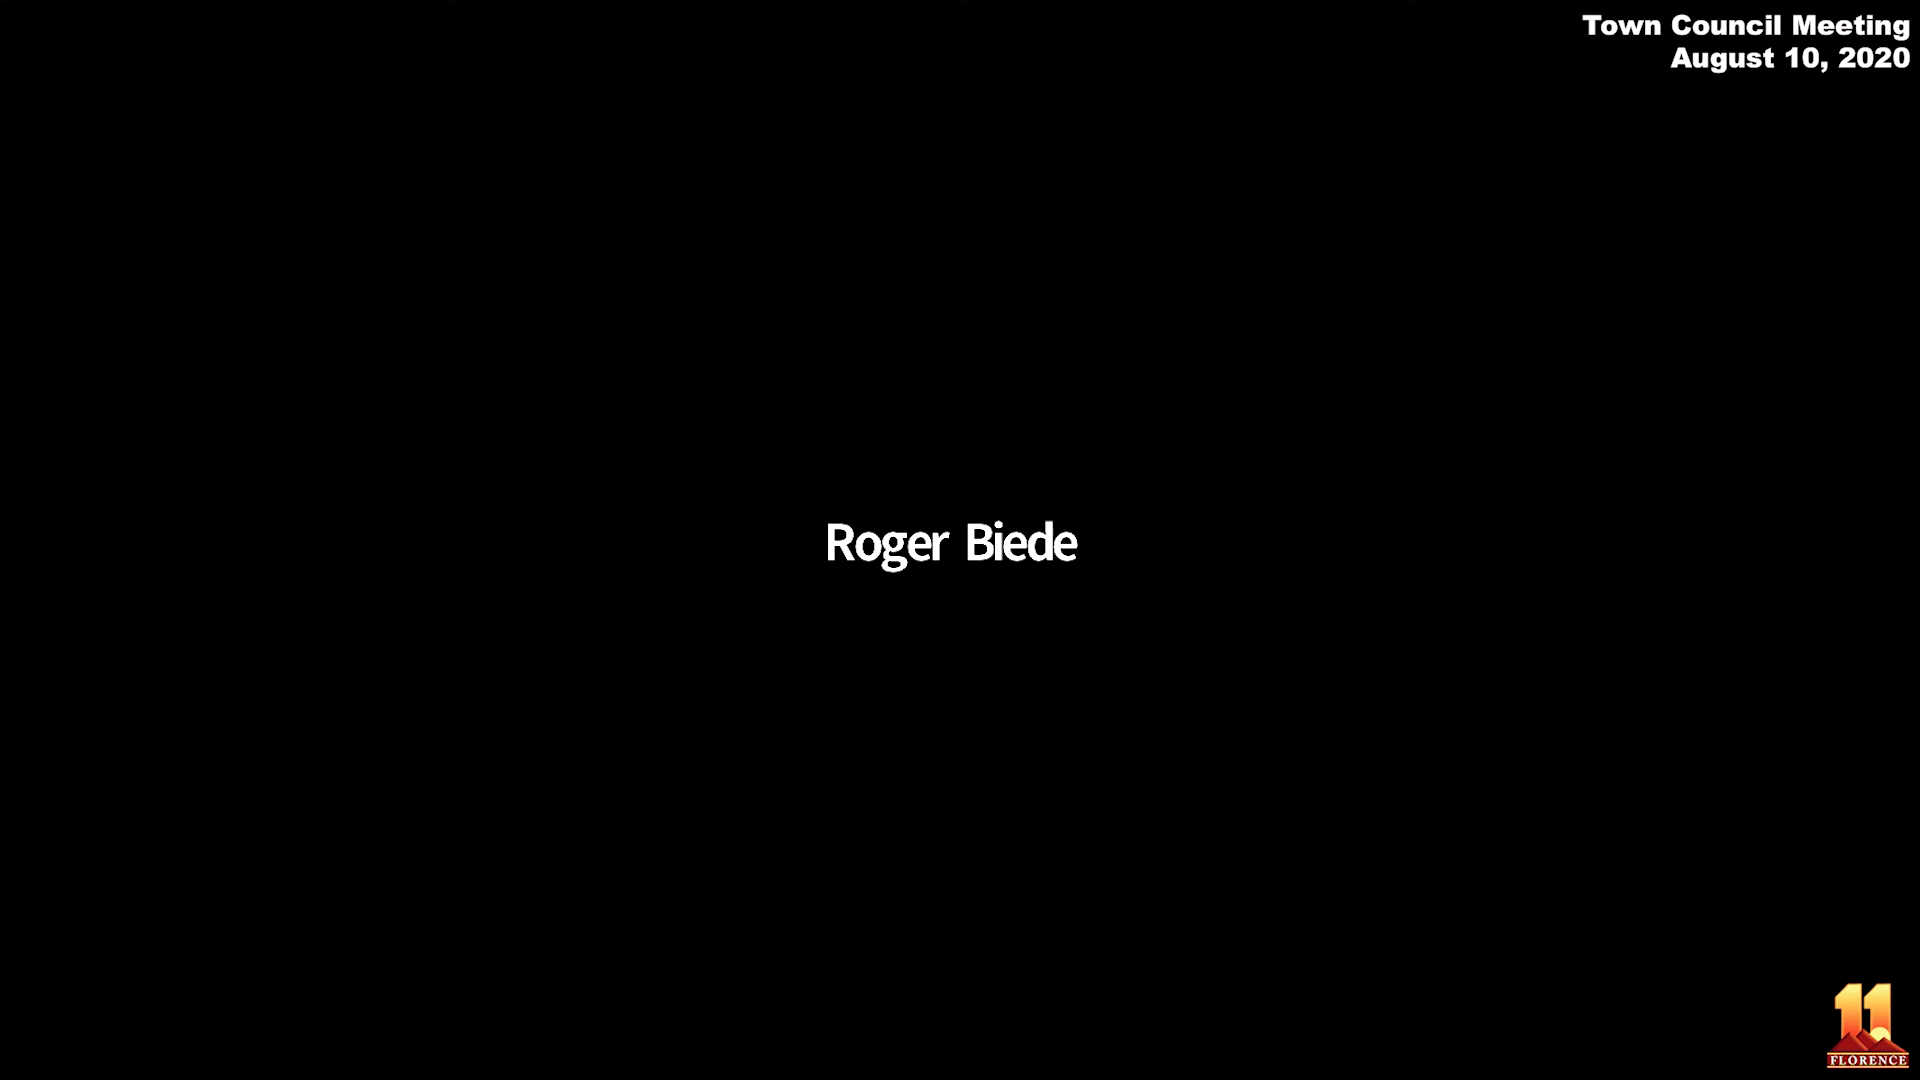 Town Council Meeting
August 10, 2020
Roger Biede
11
FLORENCE